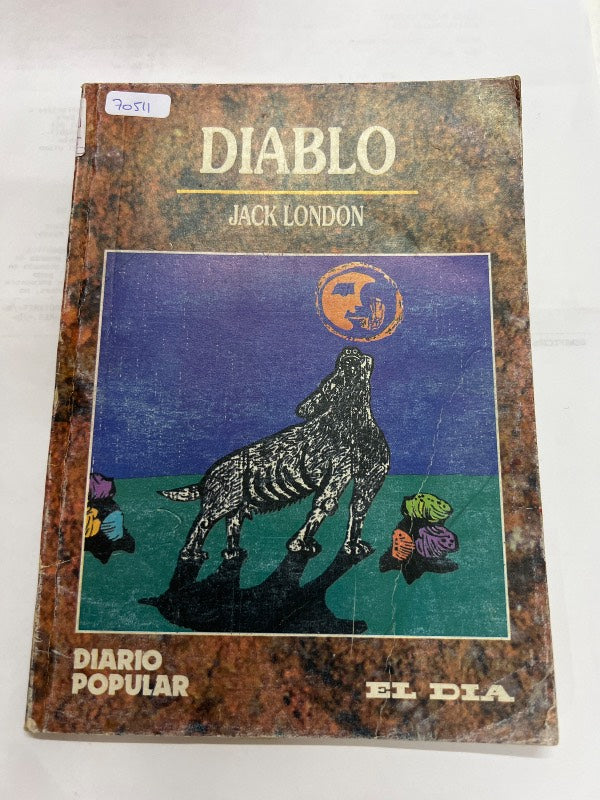 70511
DIABLO
JACK LONDON
DIARIO
POPULAR
EL DIA